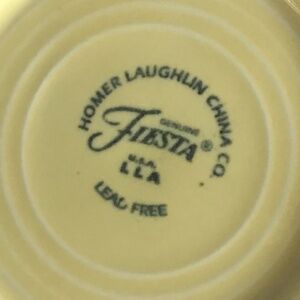 HOMER LAUGHLIN CHINA CO.
GENUINE
FIESTA®
U.S.A.
LLA
LEAD FREE